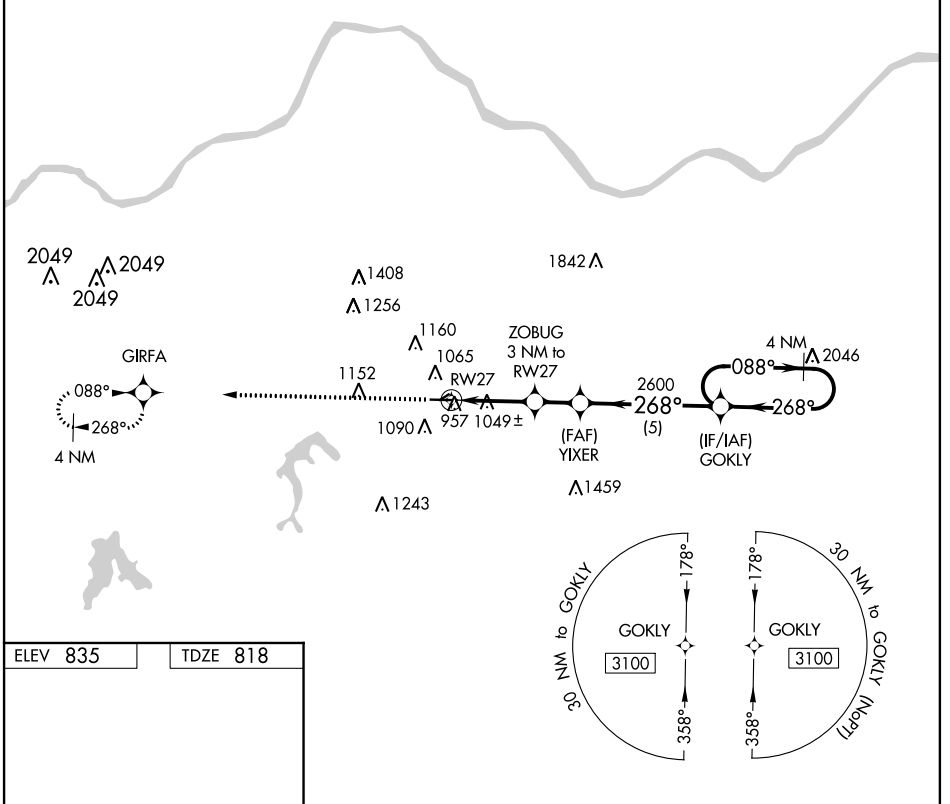 2049
2049
2049
1842
1408
1256
1160
ZOBUG
3 NM to
RW27
4 NM
2046
GIRFA
1065
1152
RW27
2600
088°
268°
(5)
088°
268°
088°
268°
4 NM
1090
957
1049±
(FAF)
YIXER
(IF/IAF)
GOKLY
1459
1243
30 NM to GOKLY
178°
GOKLY
3100
358°
178°
GOKLY
3100
358°
30 NM to GOKLY (NoPT)
ELEV 835
TDZE 818